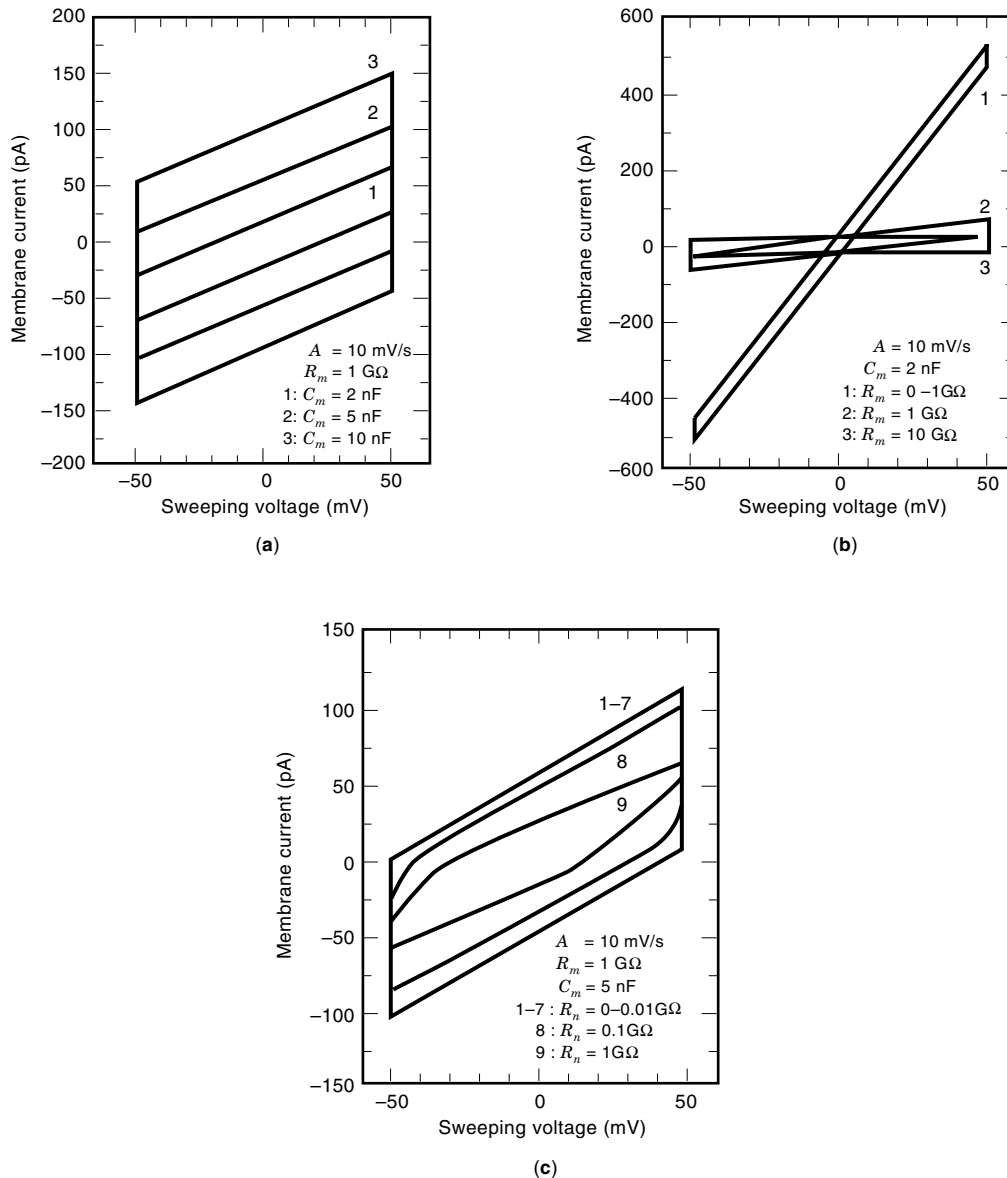 200
150
100
50
0
−50
−100
−150
−200
Membrane current (pA)
3
2
1
A = 10 mV/s
R_m = 1 GΩ
1: C_m = 2 nF
2: C_m = 5 nF
3: C_m = 10 nF
−50 0 50
Sweeping voltage (mV)
(a)
600
400
200
0
−200
−400
−600
Membrane current (pA)
1
2
3
A = 10 mV/s
C_m = 2 nF
1: R_m = 0 –1GΩ
2: R_m = 1 GΩ
3: R_m = 10 GΩ
−50 0 50
Sweeping voltage (mV)
(b)
150
100
50
0
−50
−100
−150
Membrane current (pA)
1–7
8
9
A = 10 mV/s
R_m = 1 GΩ
C_m = 5 nF
1–7 : R_n = 0–0.01GΩ
8 : R_n = 0.1GΩ
9 : R_n = 1GΩ
−50 0 50
Sweeping voltage (mV)
(c)